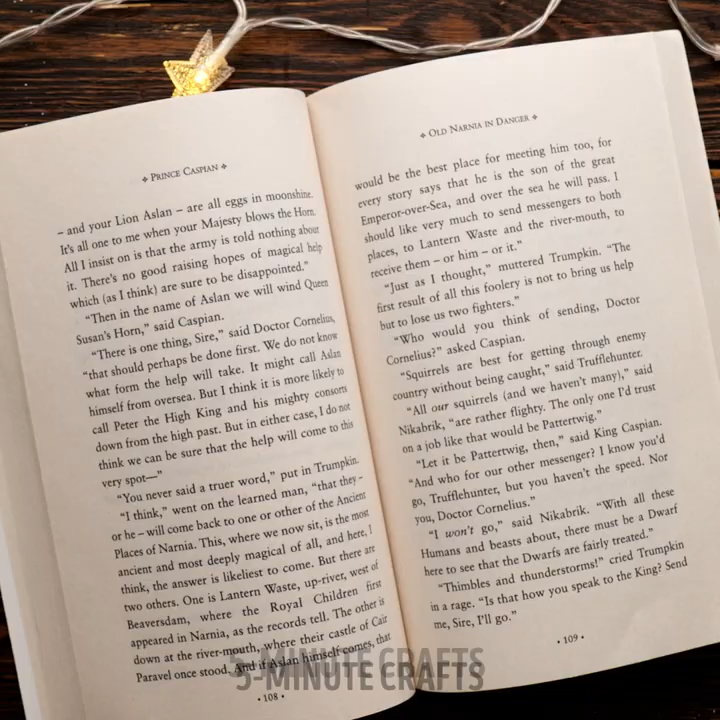 ❖ PRINCE CASPIAN ❖
– and your Lion Aslan – are all eggs in moonshine.
It's all one to me when your Majesty blows the Horn.
All I insist on is that the army is told nothing about
it. There's no good raising hopes of magical help
which (as I think) are sure to be disappointed."
"Then in the name of Aslan we will wind Queen
Susan's Horn," said Caspian.
"There is one thing, Sire," said Doctor Cornelius,
"that should perhaps be done first. We do not know
what form the help will take. It might call Aslan
himself from oversea. But I think it is more likely to
call Peter the High King and his mighty consorts
down from the high past. But in either case, I do not
think we can be sure that the help will come to this
very spot—"
"You never said a truer word," put in Trumpkin.
"I think," went on the learned man, "that they –
or he – will come back to one or other of the Ancient
Places of Narnia. This, where we now sit, is the most
ancient and most deeply magical of all, and here, I
think, the answer is likeliest to come. But there are
two others. One is Lantern Waste, up-river, west of
Beaversdam, where the Royal Children first
appeared in Narnia, as the records tell. The other is
down at the river-mouth, where their castle of Cair
Paravel once stood. And if Aslan himself comes, that
• 108 •
❖ OLD NARNIA IN DANGER ❖
would be the best place for meeting him too, for
every story says that he is the son of the great
Emperor-over-Sea, and over the sea he will pass. I
should like very much to send messengers to both
places, to Lantern Waste and the river-mouth, to
receive them – or him – or it."
"Just as I thought," muttered Trumpkin. "The
first result of all this foolery is not to bring us help
but to lose us two fighters."
"Who would you think of sending, Doctor
Cornelius?" asked Caspian.
"Squirrels are best for getting through enemy
country without being caught," said Trufflehunter.
"All our squirrels (and we haven't many)," said
Nikabrik, "are rather flighty. The only one I'd trust
on a job like that would be Pattertwig."
"Let it be Pattertwig, then," said King Caspian.
"And who for our other messenger? I know you'd
go, Trufflehunter, but you haven't the speed. Nor
you, Doctor Cornelius."
"I won't go," said Nikabrik. "With all these
Humans and beasts about, there must be a Dwarf
here to see that the Dwarfs are fairly treated."
"Thimbles and thunderstorms!" cried Trumpkin
in a rage. "Is that how you speak to the King? Send
me, Sire, I'll go."
• 109 •
5-MINUTE CRAFTS